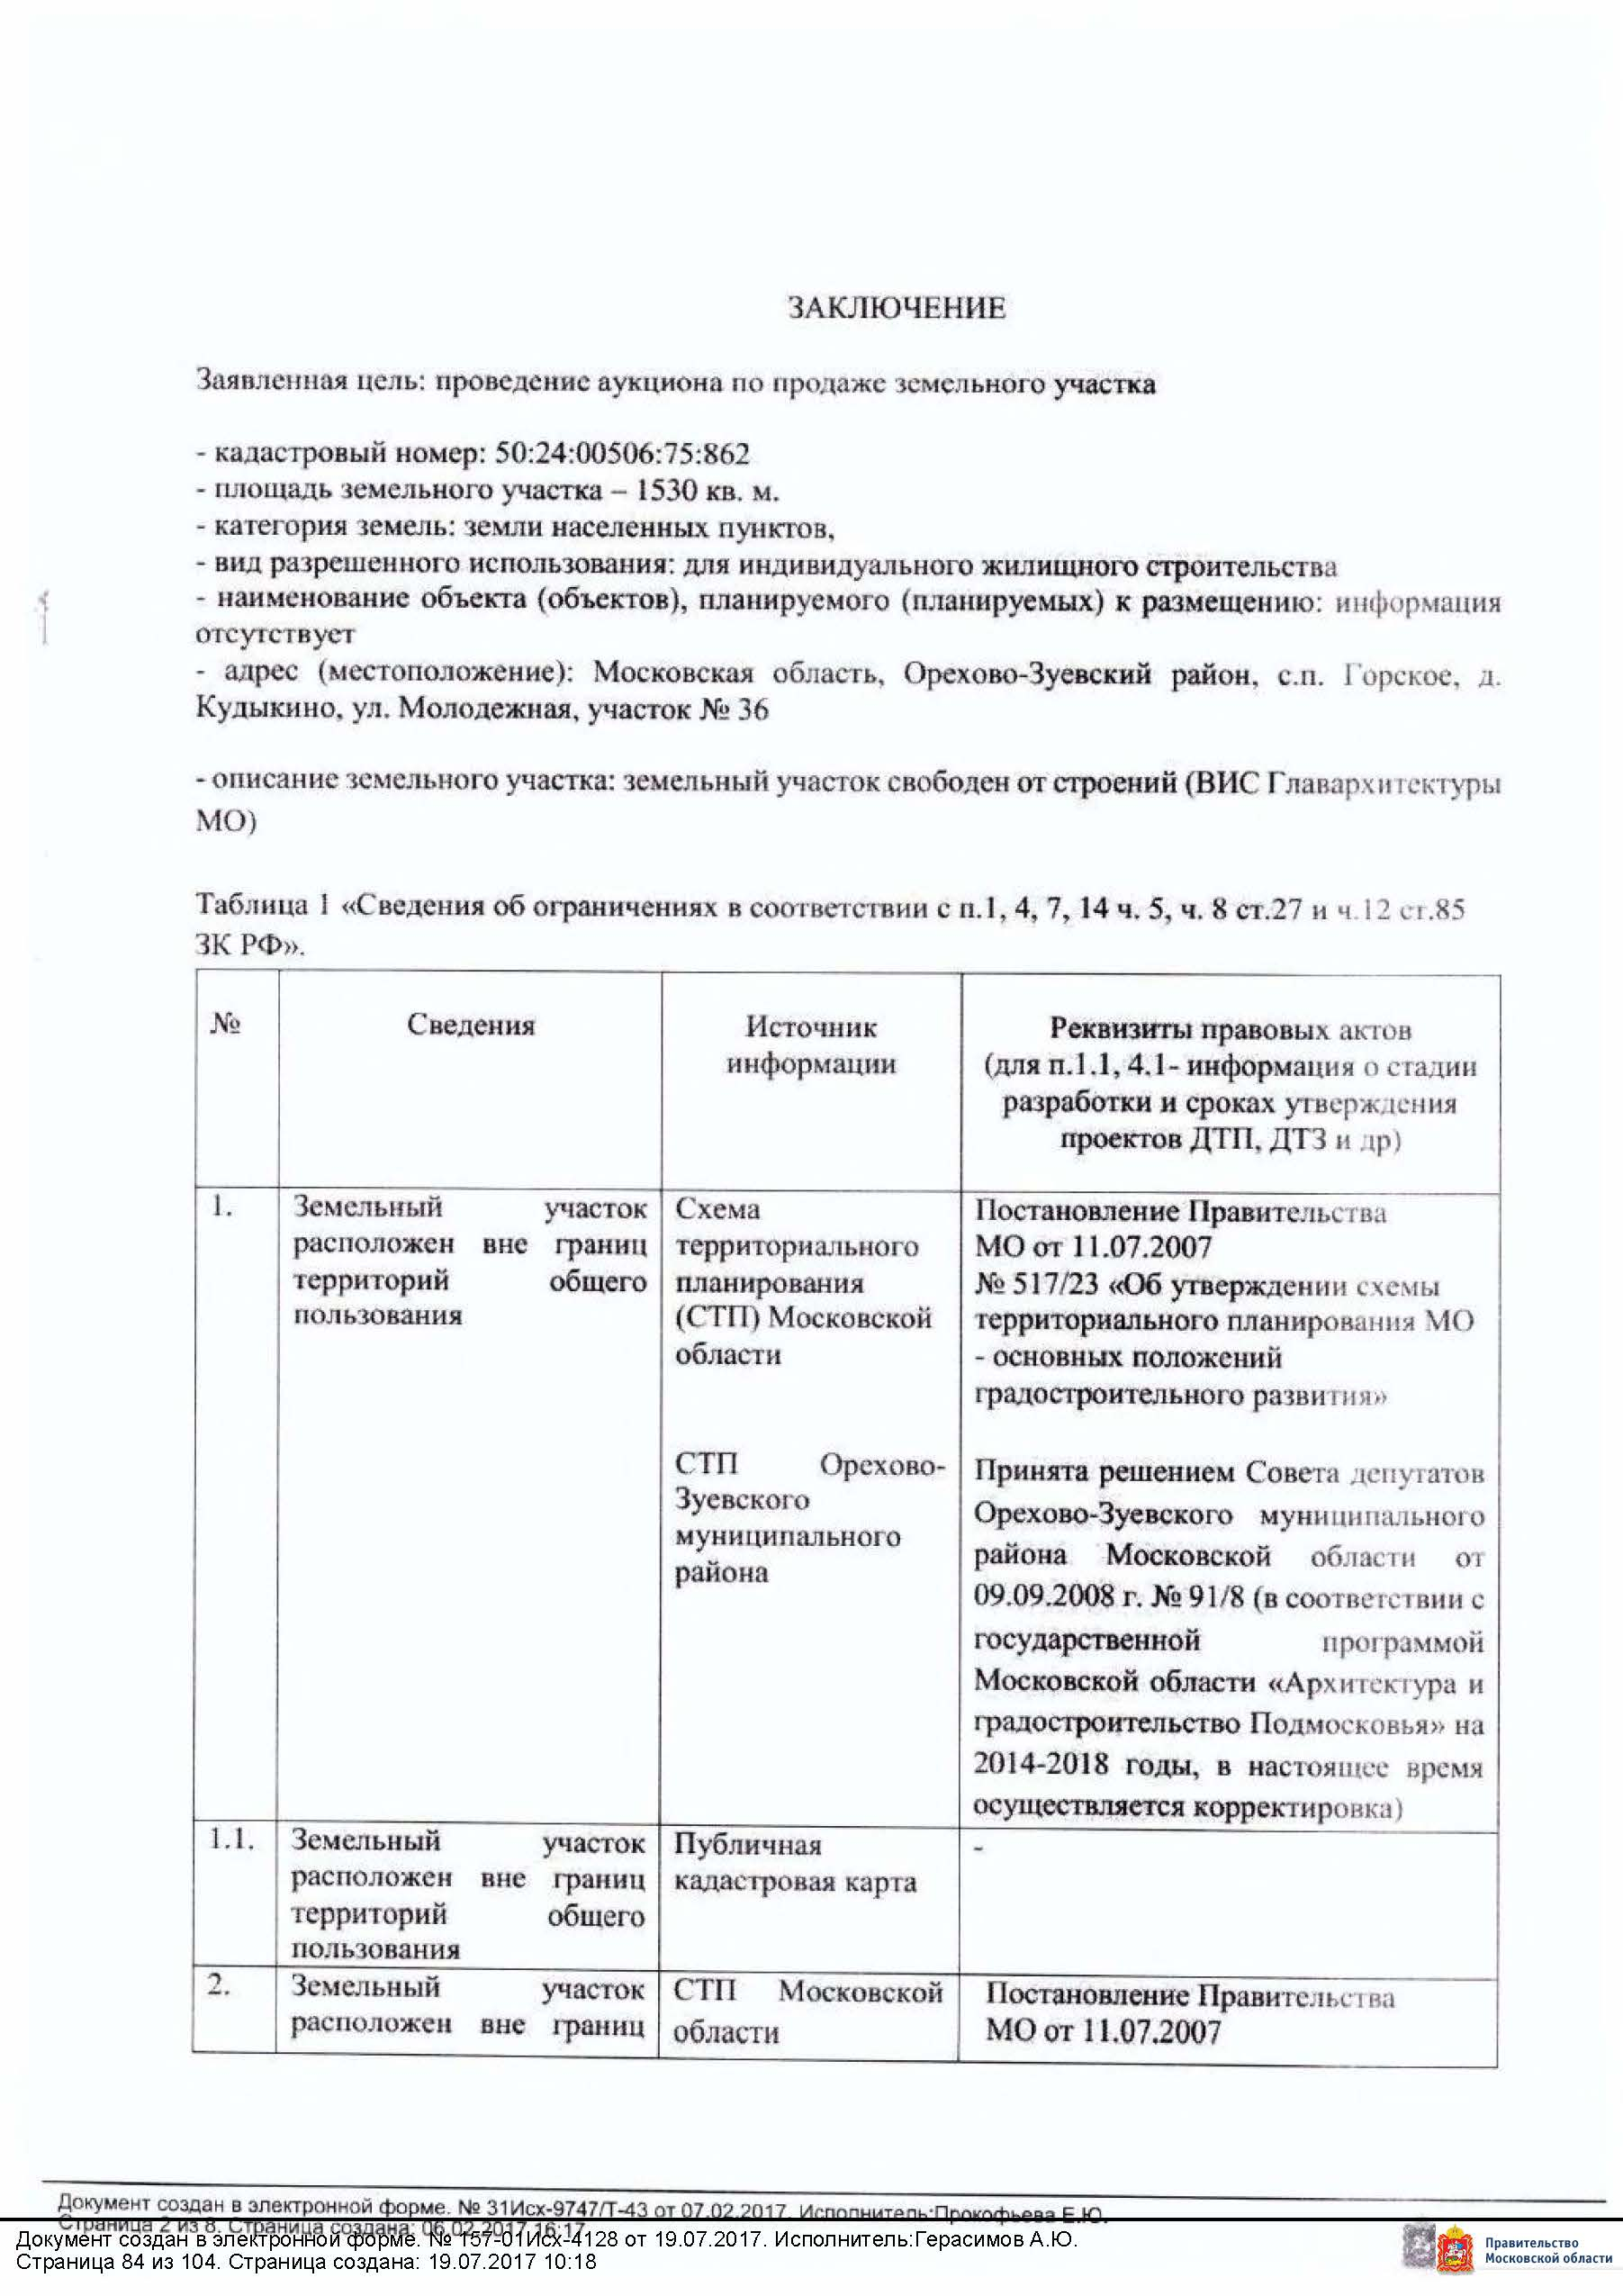 ЗАКЛЮЧЕНИЕ
Заявленная цель: проведение аукциона по продаже земельного участка
- кадастровый номер: 50:24:00506:75:862
- площадь земельного участка – 1530 кв. м.
- категория земель: земли населенных пунктов,
- вид разрешенного использования: для индивидуального жилищного строительства
- наименование объекта (объектов), планируемого (планируемых) к размещению: информация
отсутствует
- адрес (местоположение): Московская область, Орехово-Зуевский район, с.п. Горское, д.
Кудыкино, ул. Молодежная, участок № 36
- описание земельного участка: земельный участок свободен от строений (ВИС Главархитектуры
МО)
Таблица 1 «Сведения об ограничениях в соответствии с п.1, 4, 7, 14 ч. 5, ч. 8 ст.27 и ч.12 ст.85
ЗК РФ».
№
Сведения
Источник
информации
Реквизиты правовых актов
(для п.1.1, 4.1- информация о стадии
разработки и сроках утверждения
проектов ДТП, ДТЗ и др)
1.
Земельный участок
расположен вне границ
территорий общего
пользования
Схема
территориального
планирования
(СТП) Московской
области
Постановление Правительства
МО от 11.07.2007
№ 517/23 «Об утверждении схемы
территориального планирования МО
- основных положений
градостроительного развития»
СТП Орехово-
Зуевского
муниципального
района
Принята решением Совета депутатов
Орехово-Зуевского муниципального
района Московской области от
09.09.2008 г. № 91/8 (в соответствии с
государственной программой
Московской области «Архитектура и
градостроительство Подмосковья» на
2014-2018 годы, в настоящее время
осуществляется корректировка)
1.1.
Земельный участок
расположен вне границ
территорий общего
пользования
Публичная
кадастровая карта
-
2.
Земельный участок
расположен вне границ
СТП Московской
области
Постановление Правительства
МО от 11.07.2007
Документ создан в электронной форме. № 31Исх-9747/Т-43 от 07.02.2017. Исполнитель:Прокофьева Е.Ю.
Страница 2 из 8. Страница создана: 06.02.2017 16:17
Документ создан в электронной форме. № 157-01Исх-4128 от 19.07.2017. Исполнитель:Герасимов А.Ю.
Страница 84 из 104. Страница создана: 19.07.2017 10:18
Правительство
Московской области